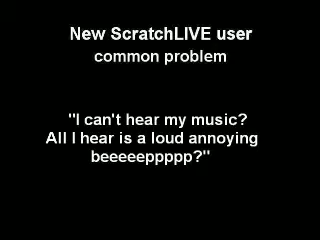 New ScratchLIVE user
common problem
"I can't hear my music?
All I hear is a loud annoying
beeeeeppppp?"